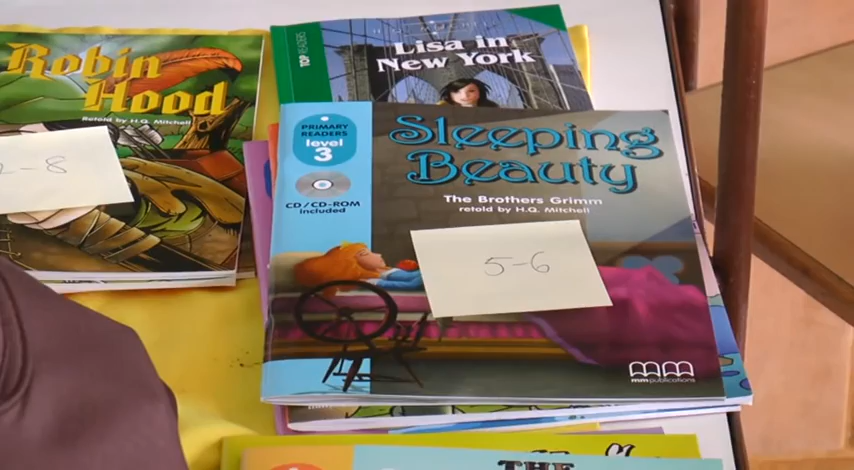 Robin
Hood
Retold by H.Q. Mitchell
-8
TOP READERS
H.Q. MITCHELL
Lisa in
New York
PRIMARY
READERS
level
3
CD/CD-ROM
included
Sleeping
Beauty
The Brothers Grimm
retold by H.Q. Mitchell
5-6
mm publications
THE